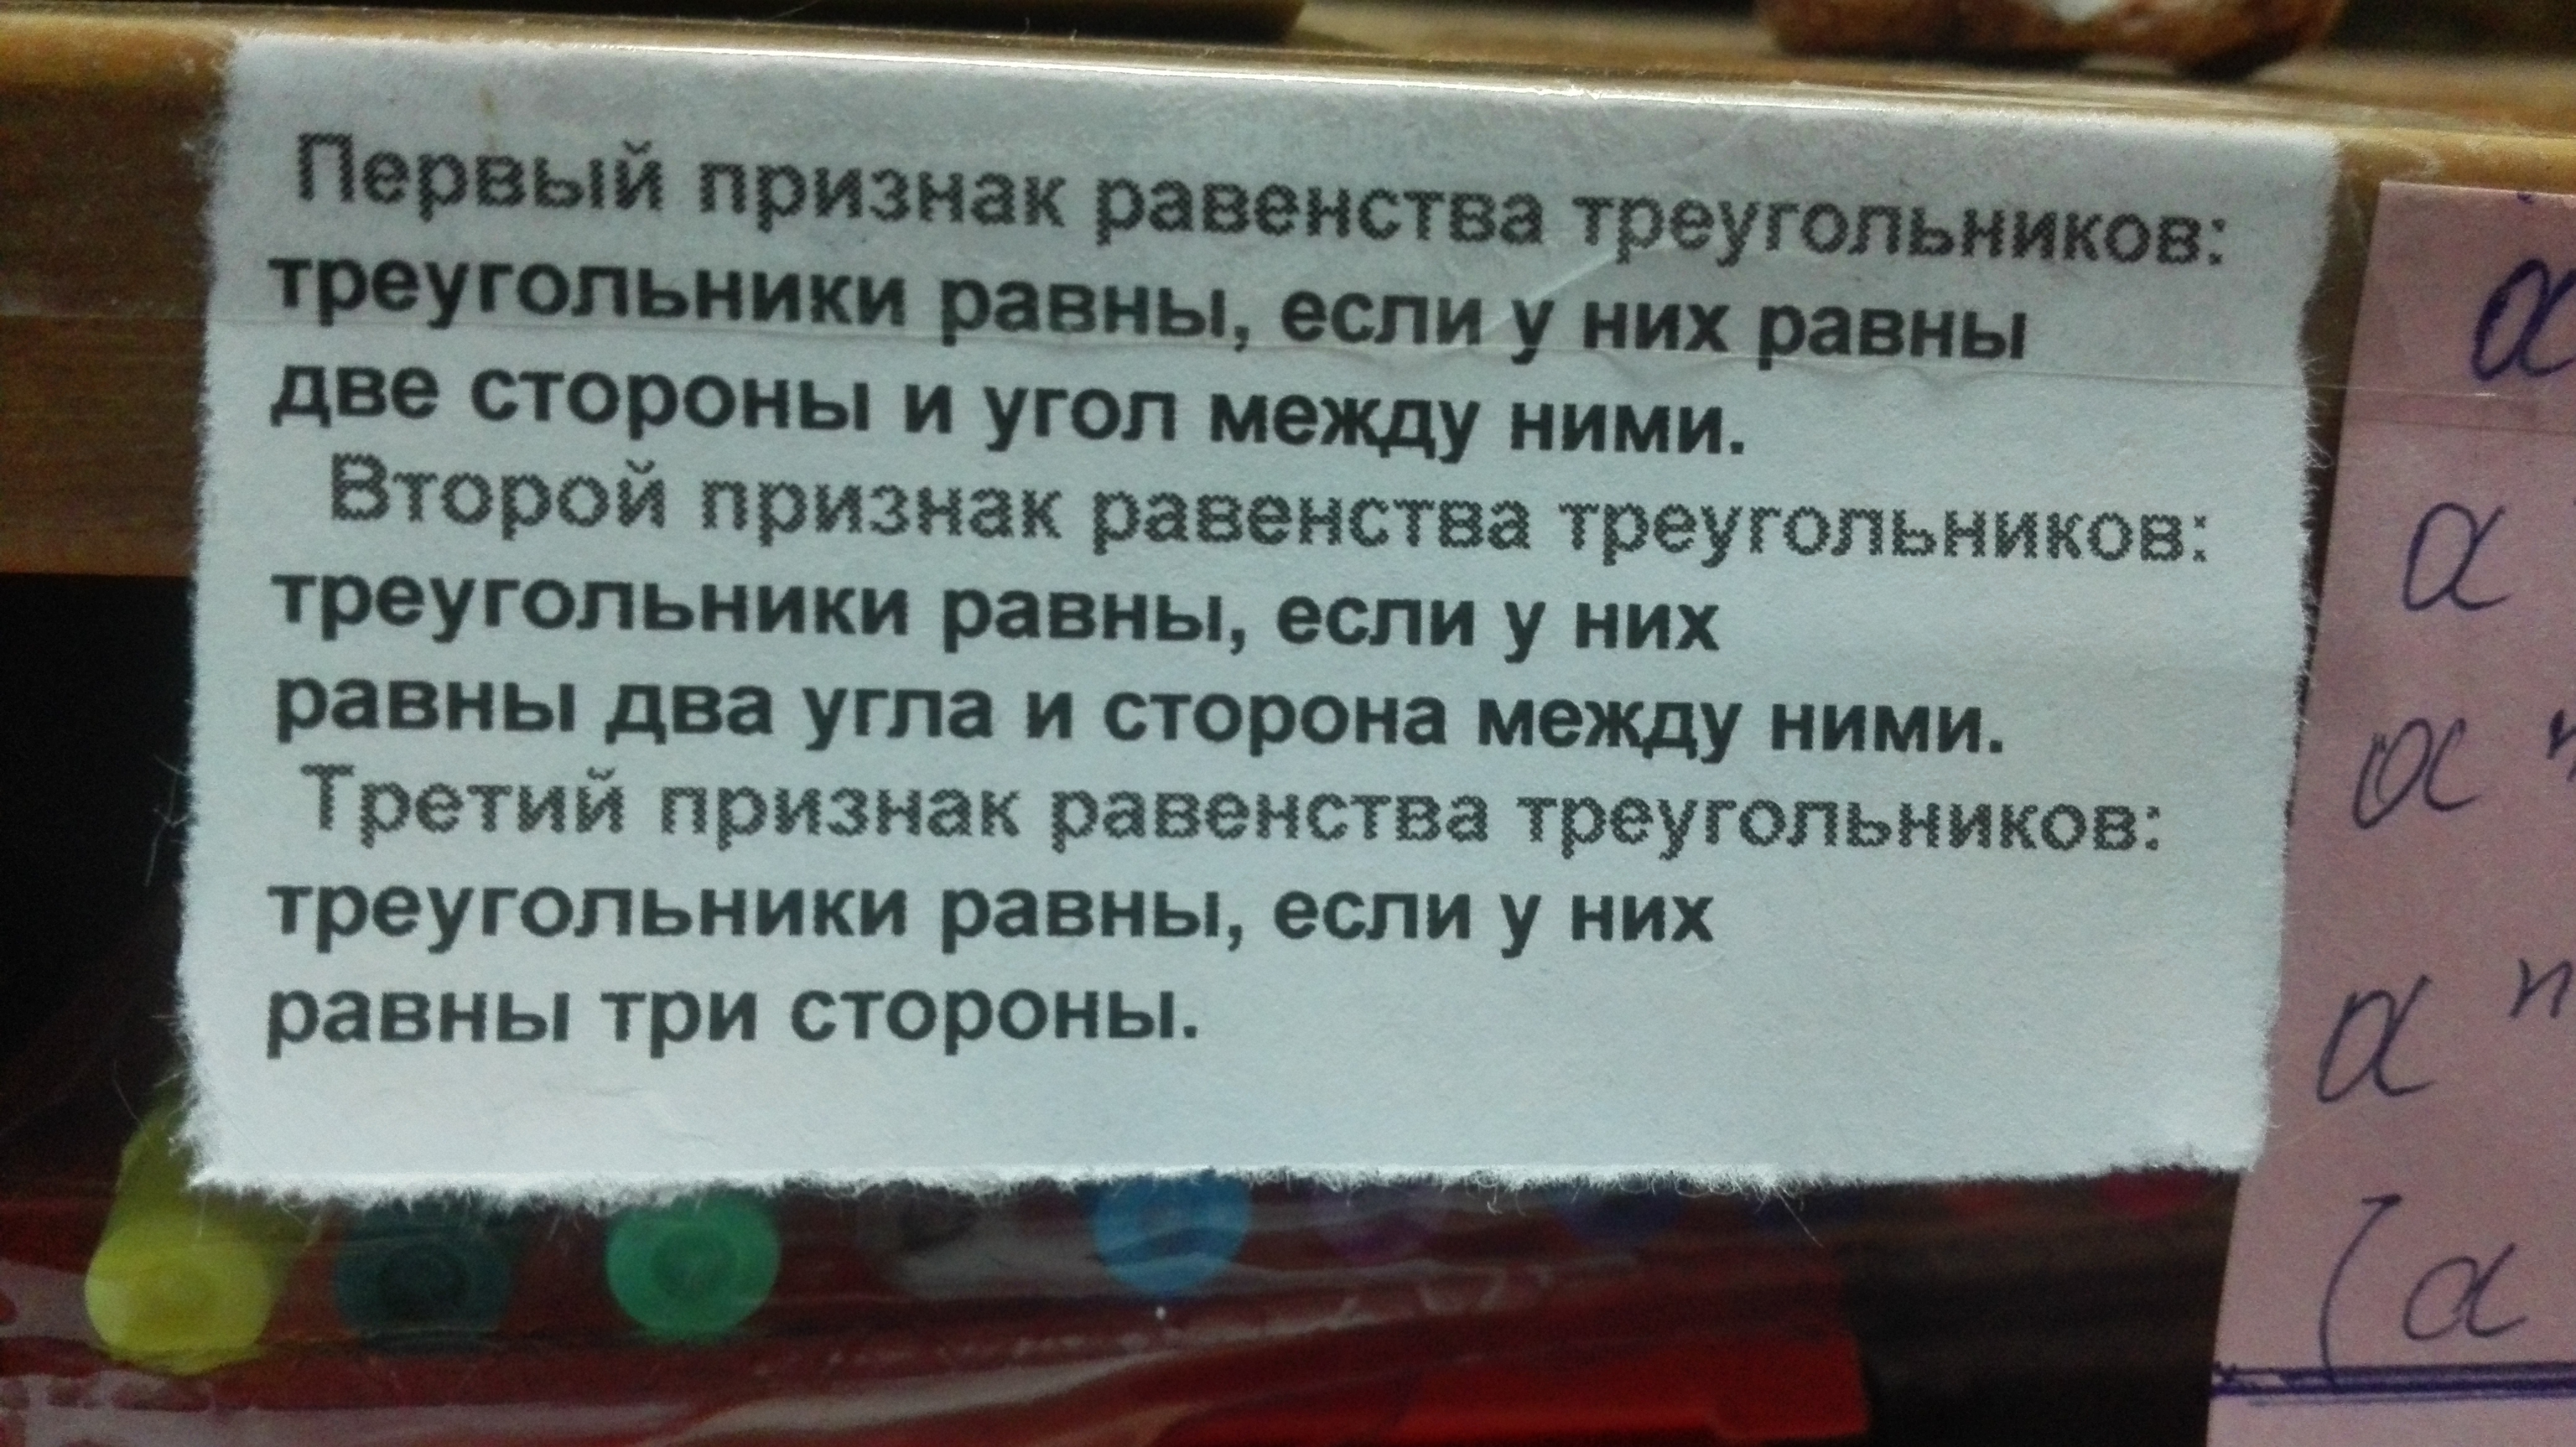 Первый признак равенства треугольников:
треугольники равны, если у них равны
две стороны и угол между ними.
Второй признак равенства треугольников:
треугольники равны, если у них
равны два угла и сторона между ними.
Третий признак равенства треугольников:
треугольники равны, если у них
равны три стороны.
a
a
a n
a n
(a